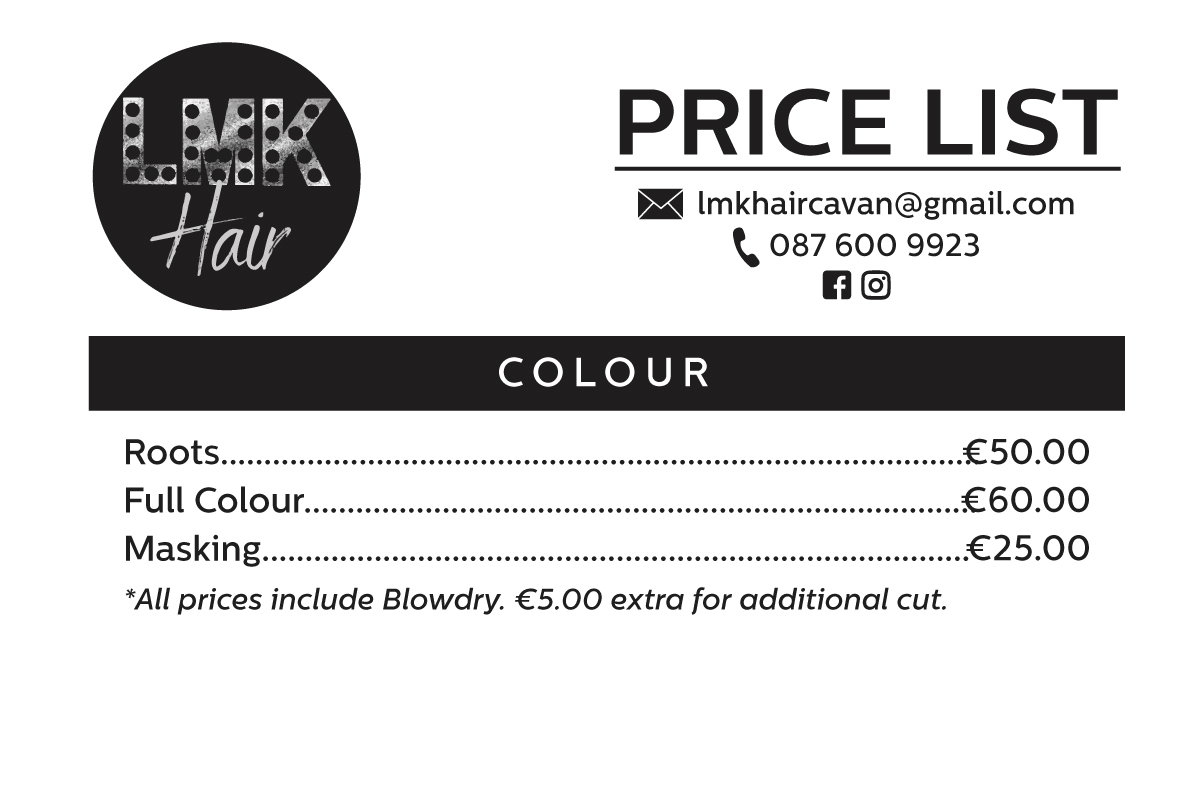 LMK
Hair
PRICE LIST
lmkhaircavan@gmail.com
087 600 9923
COLOUR
Roots..................................................................................€50.00
Full Colour.........................................................................€60.00
Masking..............................................................................€25.00
*All prices include Blowdry. €5.00 extra for additional cut.